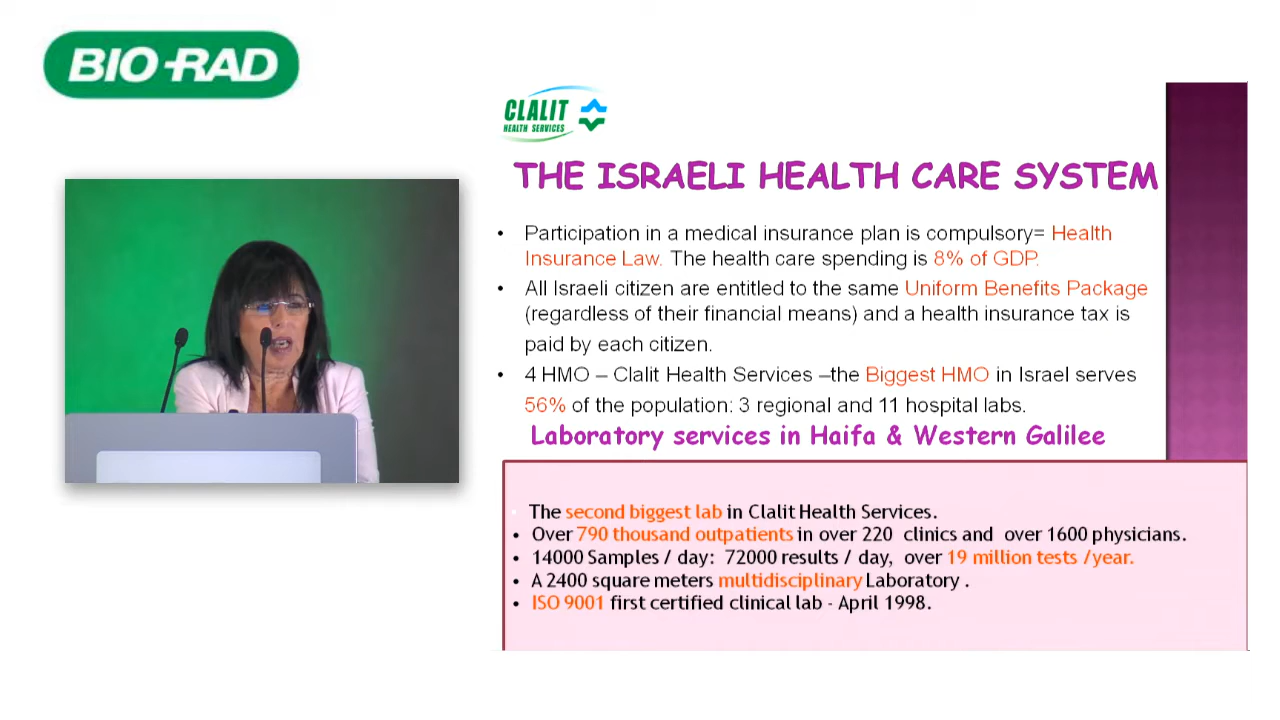 BIO-RAD
CLALIT
HEALTH SERVICES
THE ISRAELI HEALTH CARE SYSTEM
• Participation in a medical insurance plan is compulsory= Health
Insurance Law. The health care spending is 8% of GDP.
• All Israeli citizen are entitled to the same Uniform Benefits Package
(regardless of their financial means) and a health insurance tax is
paid by each citizen.
• 4 HMO – Clalit Health Services –the Biggest HMO in Israel serves
56% of the population: 3 regional and 11 hospital labs.
Laboratory services in Haifa & Western Galilee
• The second biggest lab in Clalit Health Services.
• Over 790 thousand outpatients in over 220 clinics and over 1600 physicians.
• 14000 Samples / day: 72000 results / day, over 19 million tests /year.
• A 2400 square meters multidisciplinary Laboratory .
• ISO 9001 first certified clinical lab - April 1998.